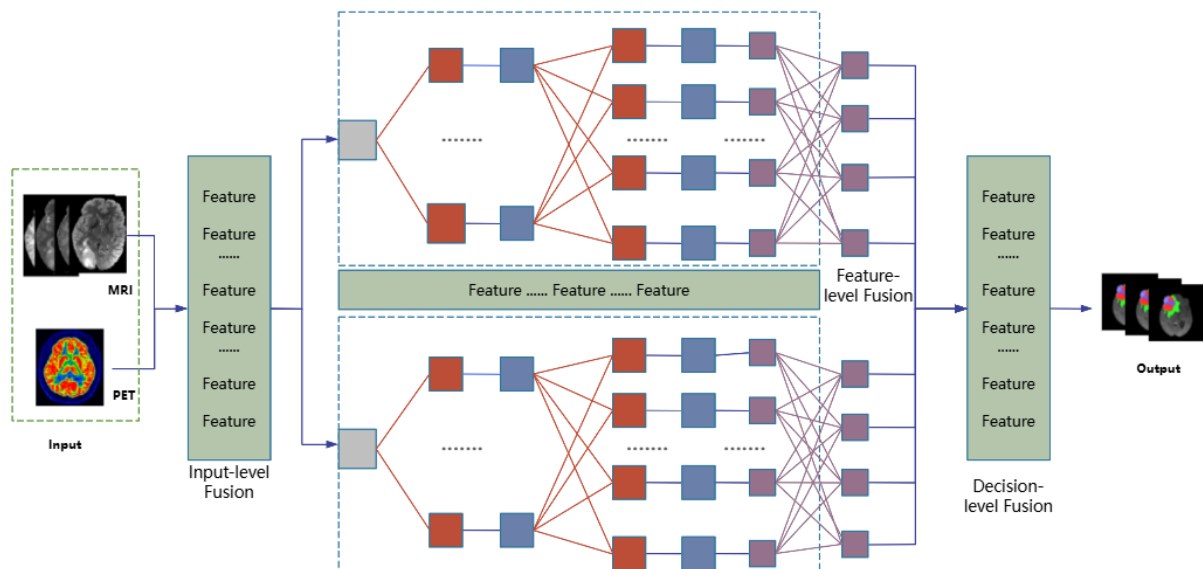 MRI
PET
Input
Feature
Feature
......
Feature
Feature
......
Feature
Feature
Input-level
Fusion
.......
....... .......
Feature ...... Feature ...... Feature
Feature-
level Fusion
.......
....... .......
Feature
Feature
......
Feature
Feature
......
Feature
Feature
Decision-
level Fusion
Output